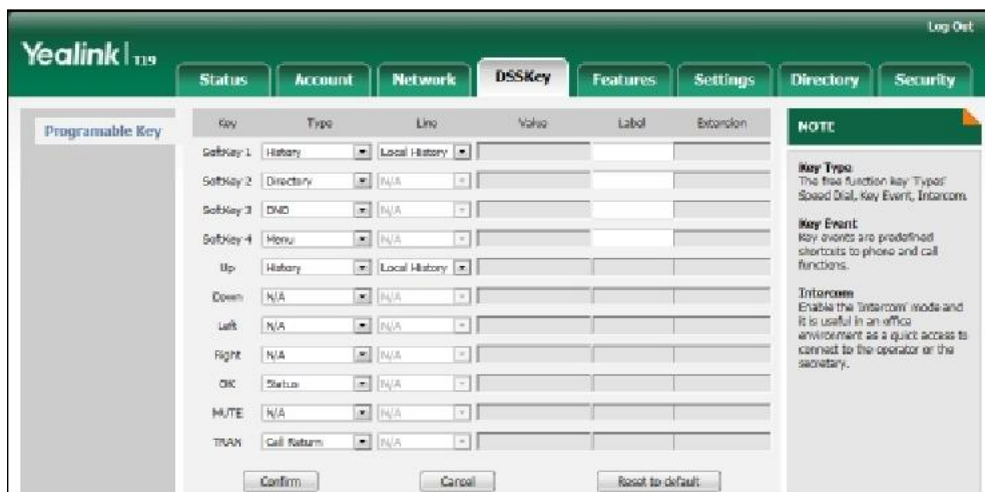 Log Out
Yealink | T19
Status Account Network DSSKey Features Settings Directory Security
Programable Key
Key Type Line Value Label Extension
SoftKey 1 History Local History
SoftKey 2 Directory N/A
SoftKey 3 DND N/A
SoftKey 4 Menu N/A
Up History Local History
Down N/A N/A
Left N/A N/A
Right N/A N/A
OK Status N/A
MUTE N/A N/A
TRAN Call Return N/A
Confirm Cancel Reset to default
NOTE
Key Type
The free function key 'Types'
Speed Dial, Key Event, Intercom.
Key Event
Key events are predefined
shortcuts to phone and call
functions.
Intercom
Enable the 'Intercom' mode and
it is useful in an office
environment as a quick access to
connect to the operator or the
secretary.